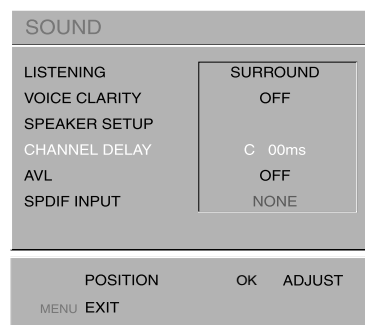 SOUND
LISTENING SURROUND
VOICE CLARITY OFF
SPEAKER SETUP
CHANNEL DELAY C 00ms
AVL OFF
SPDIF INPUT NONE
POSITION OK ADJUST
MENU EXIT